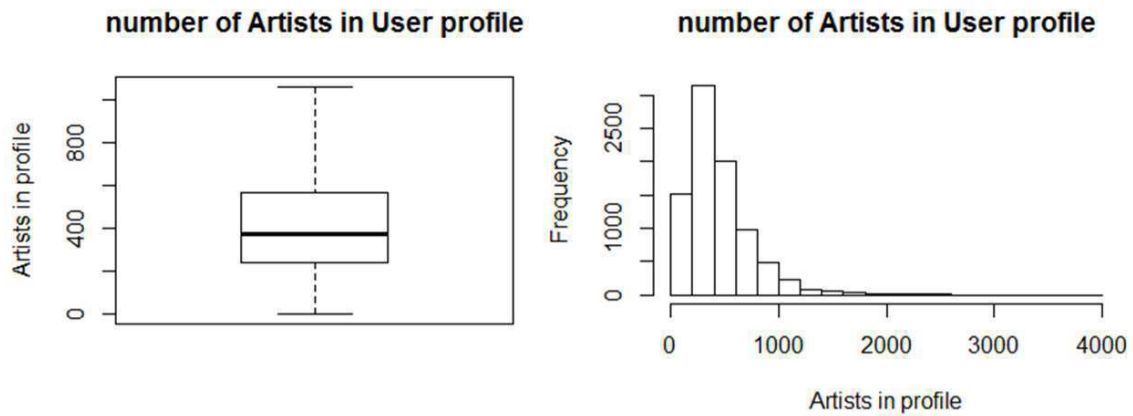 number of Artists in User profile
Artists in profile
800
400
0
number of Artists in User profile
Frequency
2500
1000
0
0 1000 2000 3000 4000
Artists in profile